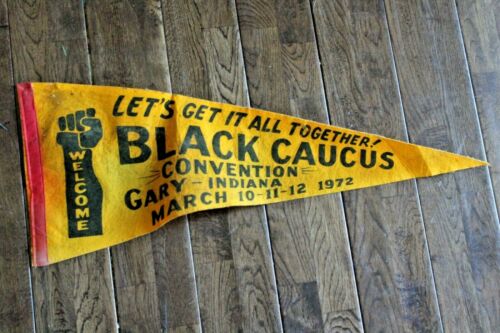 WELCOME
LET'S GET IT ALL TOGETHER!
BLACK CAUCUS
CONVENTION
GARY - INDIANA
MARCH 10-11-12 1972